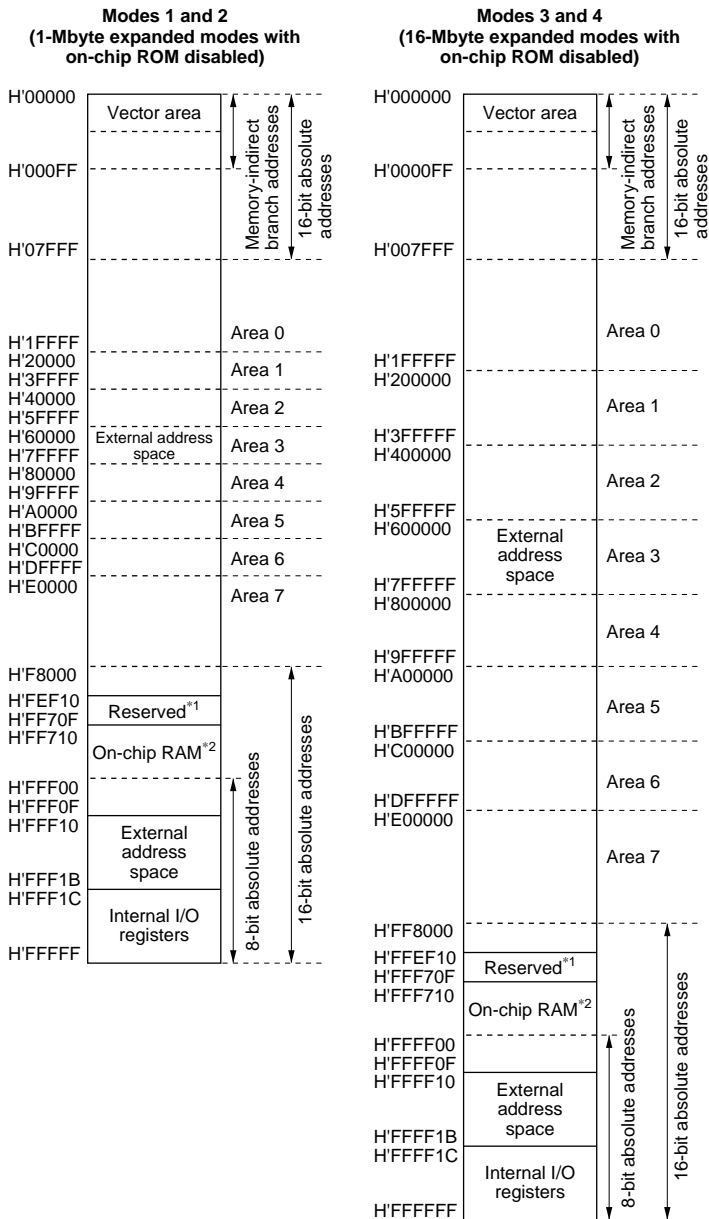 Modes 1 and 2
(1-Mbyte expanded modes with
on-chip ROM disabled)
H'00000
Vector area
H'000FF
Memory-indirect
branch addresses
16-bit absolute
addresses
H'07FFF
H'1FFFF
Area 0
H'20000
H'3FFFF
Area 1
H'40000
H'5FFFF
Area 2
H'60000
H'7FFFF
External address
space
Area 3
H'80000
H'9FFFF
Area 4
H'A0000
H'BFFFF
Area 5
H'C0000
H'DFFFF
Area 6
H'E0000
Area 7
H'F8000
H'FEF10
H'FF70F
Reserved*1
H'FF710
On-chip RAM*2
H'FFF00
H'FFF0F
H'FFF10
External
address
space
H'FFF1B
H'FFF1C
Internal I/O
registers
H'FFFFF
8-bit absolute addresses
16-bit absolute addresses
Modes 3 and 4
(16-Mbyte expanded modes with
on-chip ROM disabled)
H'000000
Vector area
H'0000FF
Memory-indirect
branch addresses
16-bit absolute
addresses
H'007FFF
Area 0
H'1FFFFF
H'200000
Area 1
H'3FFFFF
H'400000
Area 2
H'5FFFFF
H'600000
External
address
space
Area 3
H'7FFFFF
H'800000
Area 4
H'9FFFFF
H'A00000
Area 5
H'BFFFFF
H'C00000
Area 6
H'DFFFFF
H'E00000
Area 7
H'FF8000
H'FFEF10
H'FFF70F
Reserved*1
H'FFF710
On-chip RAM*2
H'FFFF00
H'FFFF0F
H'FFFF10
External
address
space
H'FFFF1B
H'FFFF1C
Internal I/O
registers
H'FFFFFF
8-bit absolute addresses
16-bit absolute addresses